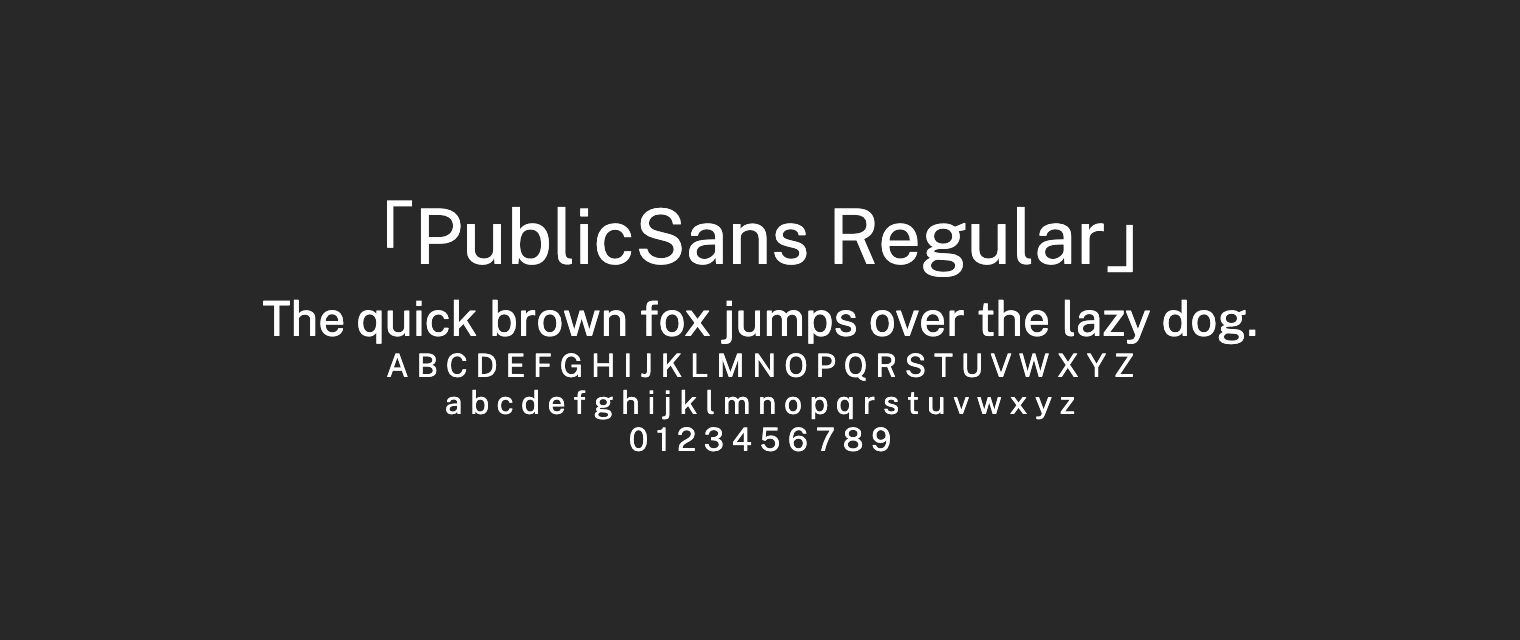 「PublicSans Regular」
The quick brown fox jumps over the lazy dog.
A B C D E F G H I J K L M N O P Q R S T U V W X Y Z
a b c d e f g h i j k l m n o p q r s t u v w x y z
0 1 2 3 4 5 6 7 8 9